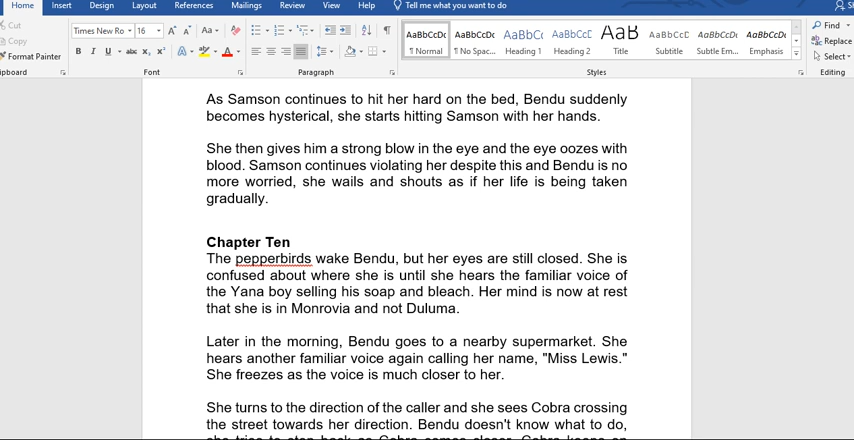 Home Insert Design Layout References Mailings Review View Help Tell me what you want to do
Cut
Copy
Format Painter
Times New Ro 16
AaBbCcDc AaBbCcDc AaBbCc AaBbCcC AaB AaBbCcC AaBbCcDc AaBbCcDc
¶ Normal ¶ No Spac... Heading 1 Heading 2 Title Subtitle Subtle Em... Emphasis
Find
Replace
Select
pboard Font Paragraph Styles Editing
As Samson continues to hit her hard on the bed, Bendu suddenly
becomes hysterical, she starts hitting Samson with her hands.
She then gives him a strong blow in the eye and the eye oozes with
blood. Samson continues violating her despite this and Bendu is no
more worried, she wails and shouts as if her life is being taken
gradually.
Chapter Ten
The pepperbirds wake Bendu, but her eyes are still closed. She is
confused about where she is until she hears the familiar voice of
the Yana boy selling his soap and bleach. Her mind is now at rest
that she is in Monrovia and not Duluma.
Later in the morning, Bendu goes to a nearby supermarket. She
hears another familiar voice again calling her name, "Miss Lewis."
She freezes as the voice is much closer to her.
She turns to the direction of the caller and she sees Cobra crossing
the street towards her direction. Bendu doesn't know what to do,